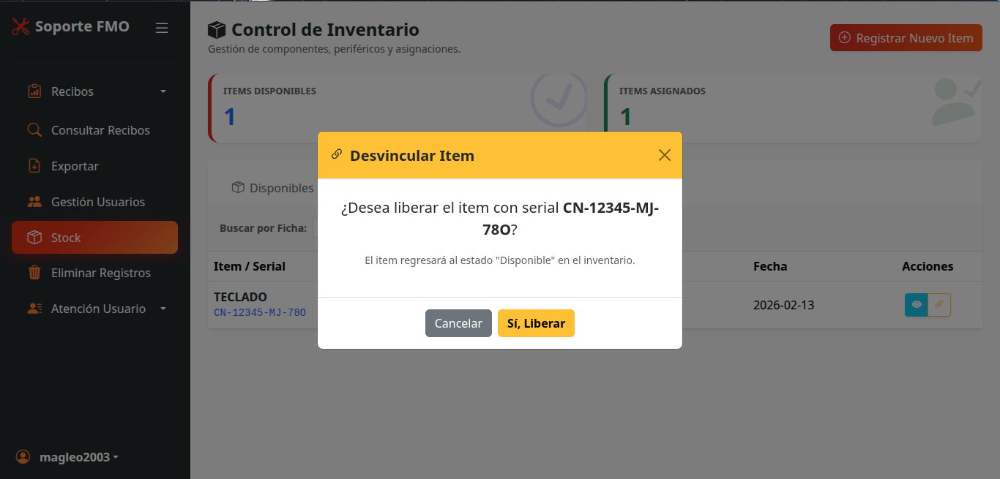 Soporte FMO
Recibos
Consultar Recibos
Exportar
Gestión Usuarios
Stock
Eliminar Registros
Atención Usuario
magleo2003
Control de Inventario
Gestión de componentes, periféricos y asignaciones.
Registrar Nuevo Item
ITEMS DISPONIBLES
1
ITEMS ASIGNADOS
1
Disponibles
Buscar por Ficha:
Item / Serial
Fecha
Acciones
TECLADO
CN-12345-MJ-78O
2026-02-13
Desvincular Item
¿Desea liberar el item con serial CN-12345-MJ-
78O?
El item regresará al estado "Disponible" en el inventario.
Cancelar
Sí, Liberar